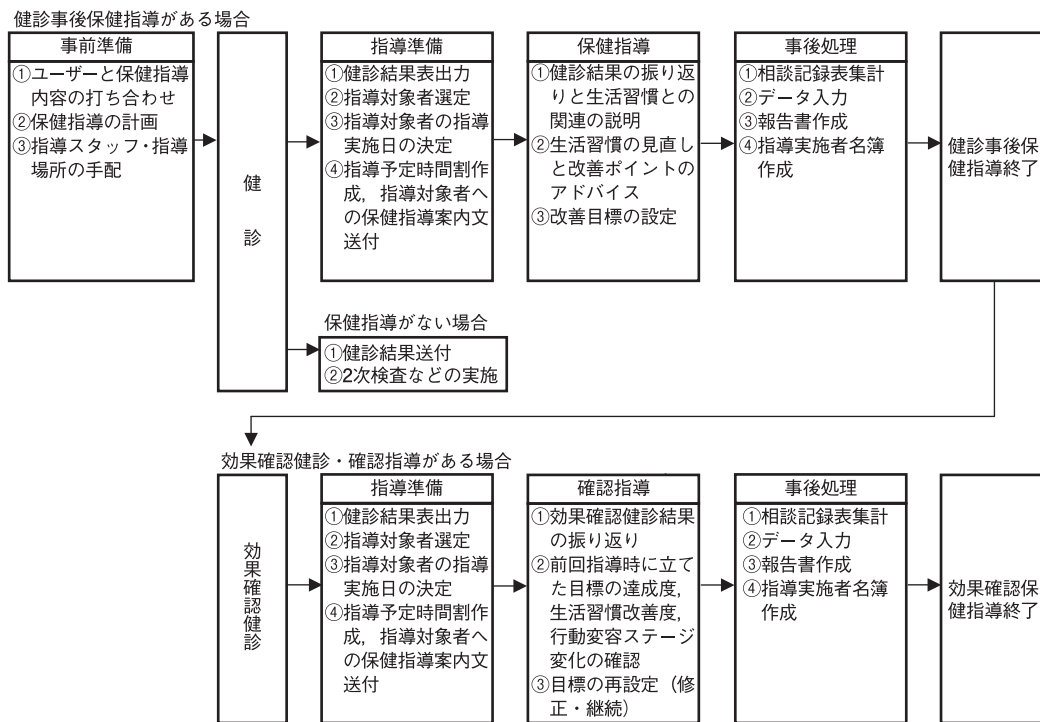 健診事後保健指導がある場合
事前準備
①ユーザーと保健指導
内容の打ち合わせ
②保健指導の計画
③指導スタッフ・指導
場所の手配
健
診
指導準備
①健診結果表出力
②指導対象者選定
③指導対象者の指導
実施日の決定
④指導予定時間割作
成，指導対象者へ
の保健指導案内文
送付
保健指導
①健診結果の振り返
りと生活習慣との
関連の説明
②生活習慣の見直し
と改善ポイントの
アドバイス
③改善目標の設定
事後処理
①相談記録表集計
②データ入力
③報告書作成
④指導実施者名簿
作成
健診事後保
健指導終了
保健指導がない場合
①健診結果送付
②2次検査などの実施
効果確認健診・確認指導がある場合
効果確認健診
指導準備
①健診結果表出力
②指導対象者選定
③指導対象者の指導
実施日の決定
④指導予定時間割作
成，指導対象者へ
の保健指導案内文
送付
確認指導
①効果確認健診結果
の振り返り
②前回指導時に立て
た目標の達成度，
生活習慣改善度，
行動変容ステージ
変化の確認
③目標の再設定（修
正・継続）
事後処理
①相談記録表集計
②データ入力
③報告書作成
④指導実施者名簿
作成
効果確認保
健指導終了